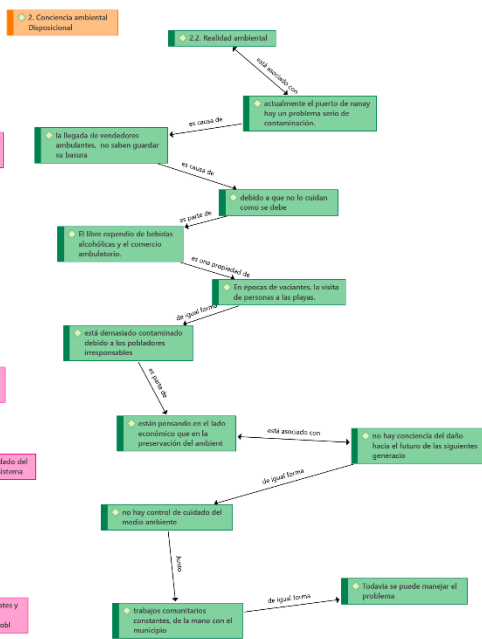 2. Conciencia ambiental
Disposicional
2.2. Realidad ambiental
está asociado con
actualmente el puerto de nanay
hay un problema serio de
contaminación.
es causa de
la llegada de vendedores
ambulantes, no saben guardar
su basura
es causa de
debido a que no lo cuidan
como se debe
es parte de
El libre expendio de bebidas
alcohólicas y el comercio
ambulatorio.
es una propiedad de
En épocas de vaciantes, la visita
de personas a las playas.
de igual forma
está demasiado contaminado
debido a los pobladores
irresponsables
es parte de
están pensando en el lado
económico que en la
preservación del ambient
está asociado con
no hay conciencia del daño
hacia el futuro de las siguientes
generacio
dado del
sistema
de igual forma
no hay control de cuidado del
medio ambiente
Junto
Todavía se puede manejar el
problema
de igual forma
trabajos comunitarios
constantes, de la mano con el
municipio
stes y
obl